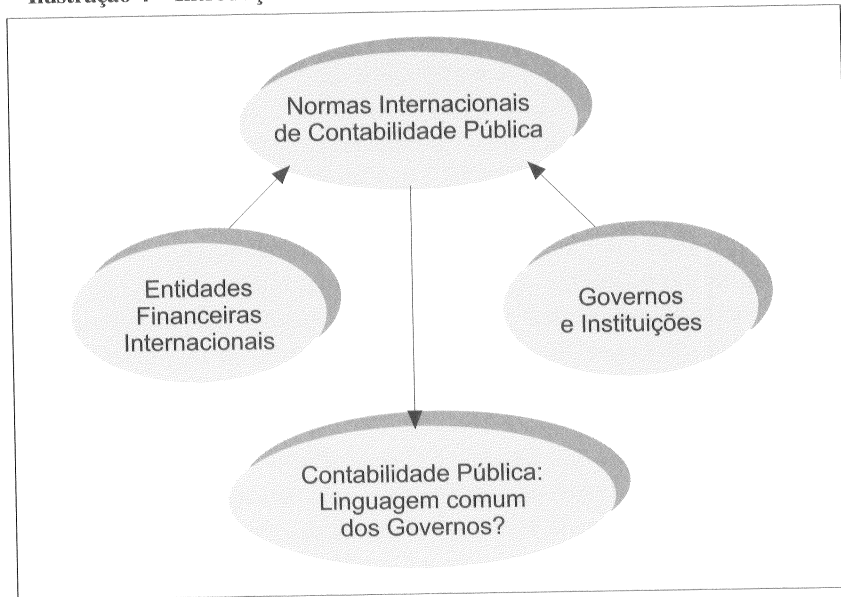 Normas Internacionais
de Contabilidade Pública
Entidades
Financeiras
Internacionais
Governos
e Instituições
Contabilidade Pública:
Linguagem comum
dos Governos?